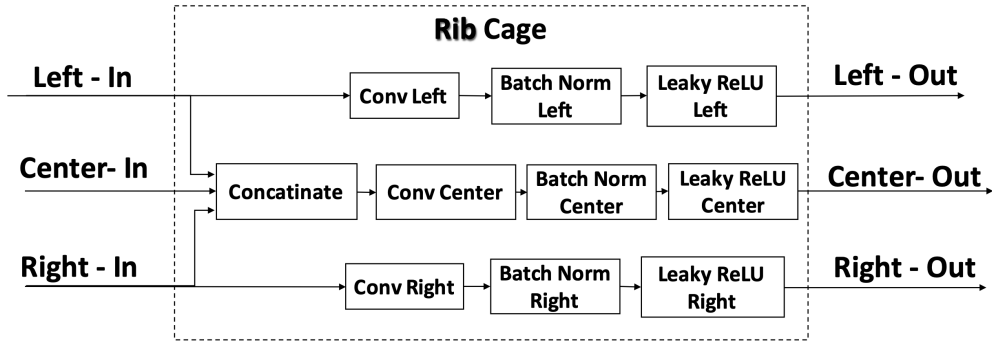 Rib Cage
Left - In
Conv Left
Batch Norm
Left
Leaky ReLU
Left
Left - Out
Center- In
Concatinate
Conv Center
Batch Norm
Center
Leaky ReLU
Center
Center- Out
Right - In
Conv Right
Batch Norm
Right
Leaky ReLU
Right
Right - Out